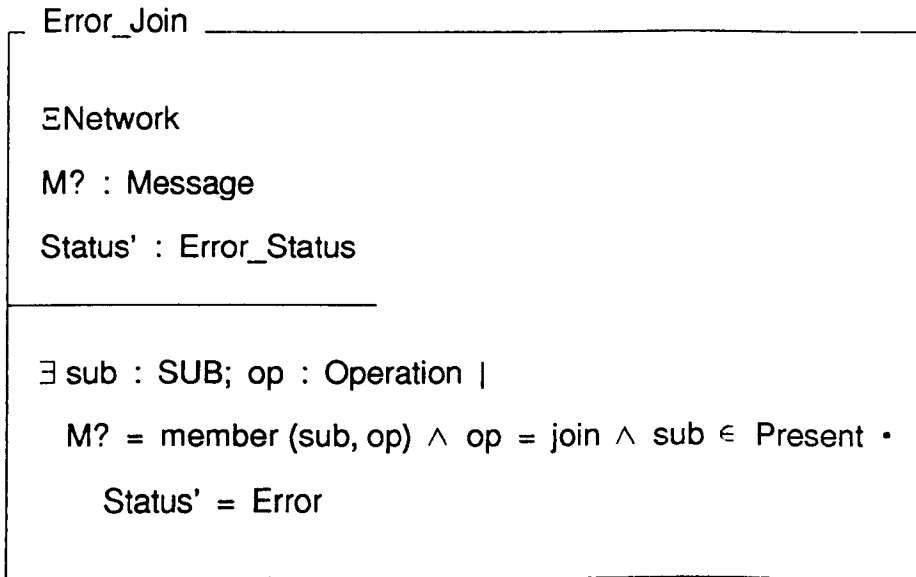 Error_Join
ΞNetwork
M? : Message
Status' : Error_Status
∃ sub : SUB; op : Operation |
M? = member (sub, op) ∧ op = join ∧ sub ∈ Present •
Status' = Error